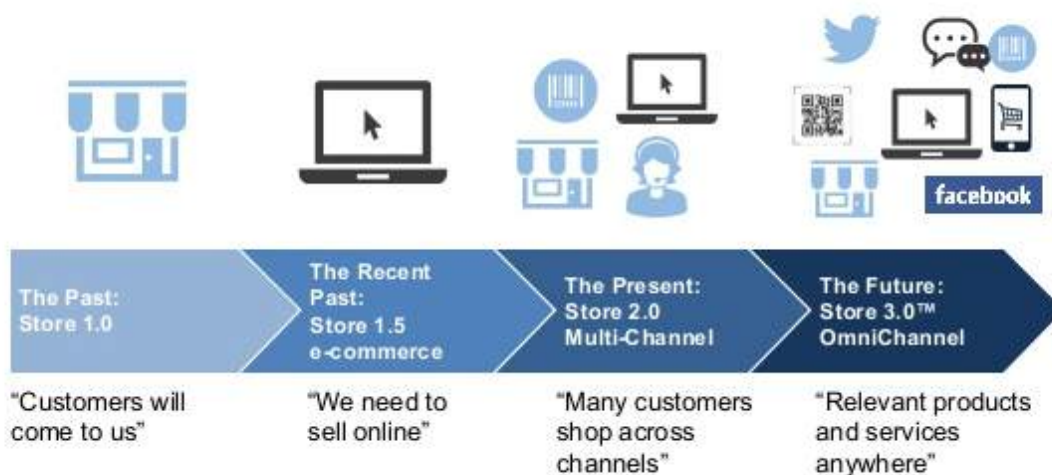 facebook
The Past:
Store 1.0
The Recent
Past:
Store 1.5
e-commerce
The Present:
Store 2.0
Multi-Channel
The Future:
Store 3.0™
OmniChannel
“Customers will
come to us”
“We need to
sell online”
“Many customers
shop across
channels”
“Relevant products
and services
anywhere”